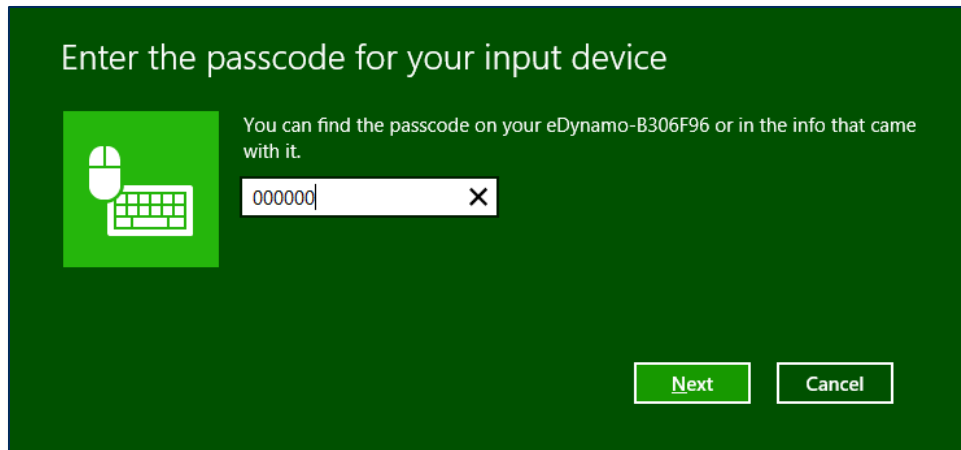 Enter the passcode for your input device
You can find the passcode on your eDynamo-B306F96 or in the info that came
with it.
000000
Next
Cancel